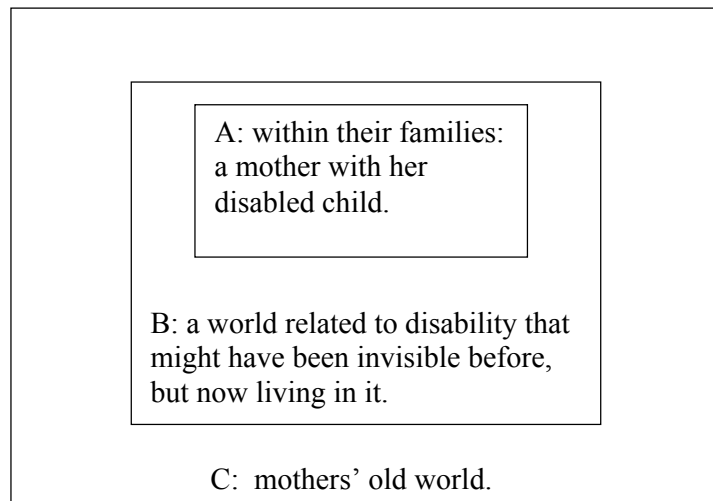 A: within their families:
a mother with her
disabled child.
B: a world related to disability that
might have been invisible before,
but now living in it.
C:  mothers’ old world.